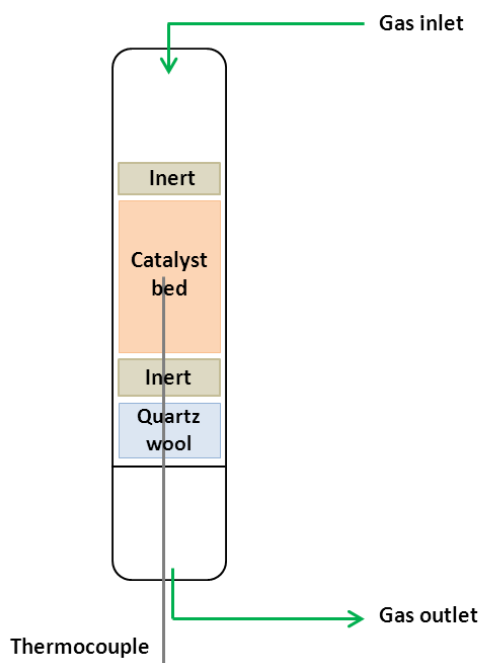 Gas inlet
Inert
Catalyst
bed
Inert
Quartz
wool
Gas outlet
Thermocouple